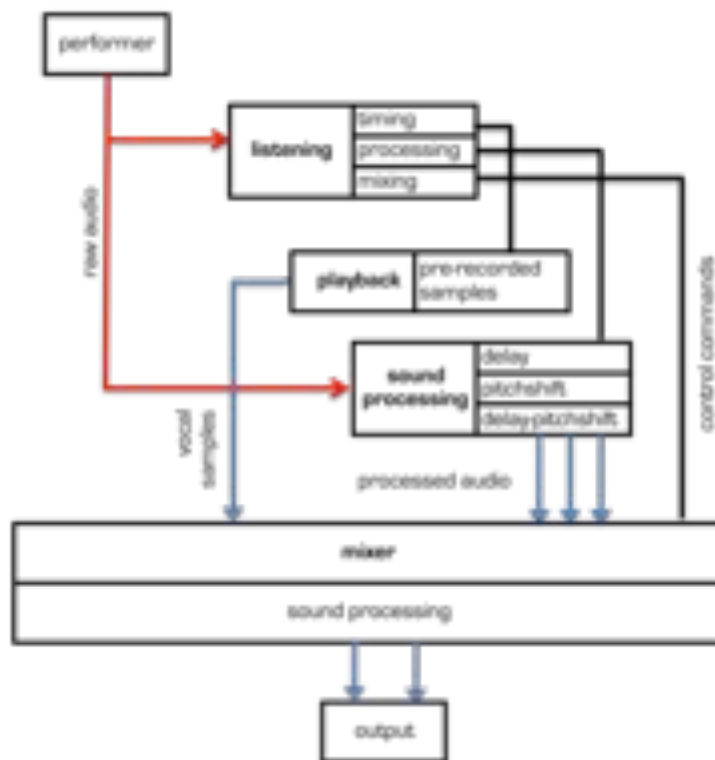 performer
timing
listening
processing
mixing
raw audio
playback
pre-recorded
samples
control commands
delay
sound
processing
pitchshift
delay-pitchshift
vocal
samples
processed audio
mixer
sound processing
output